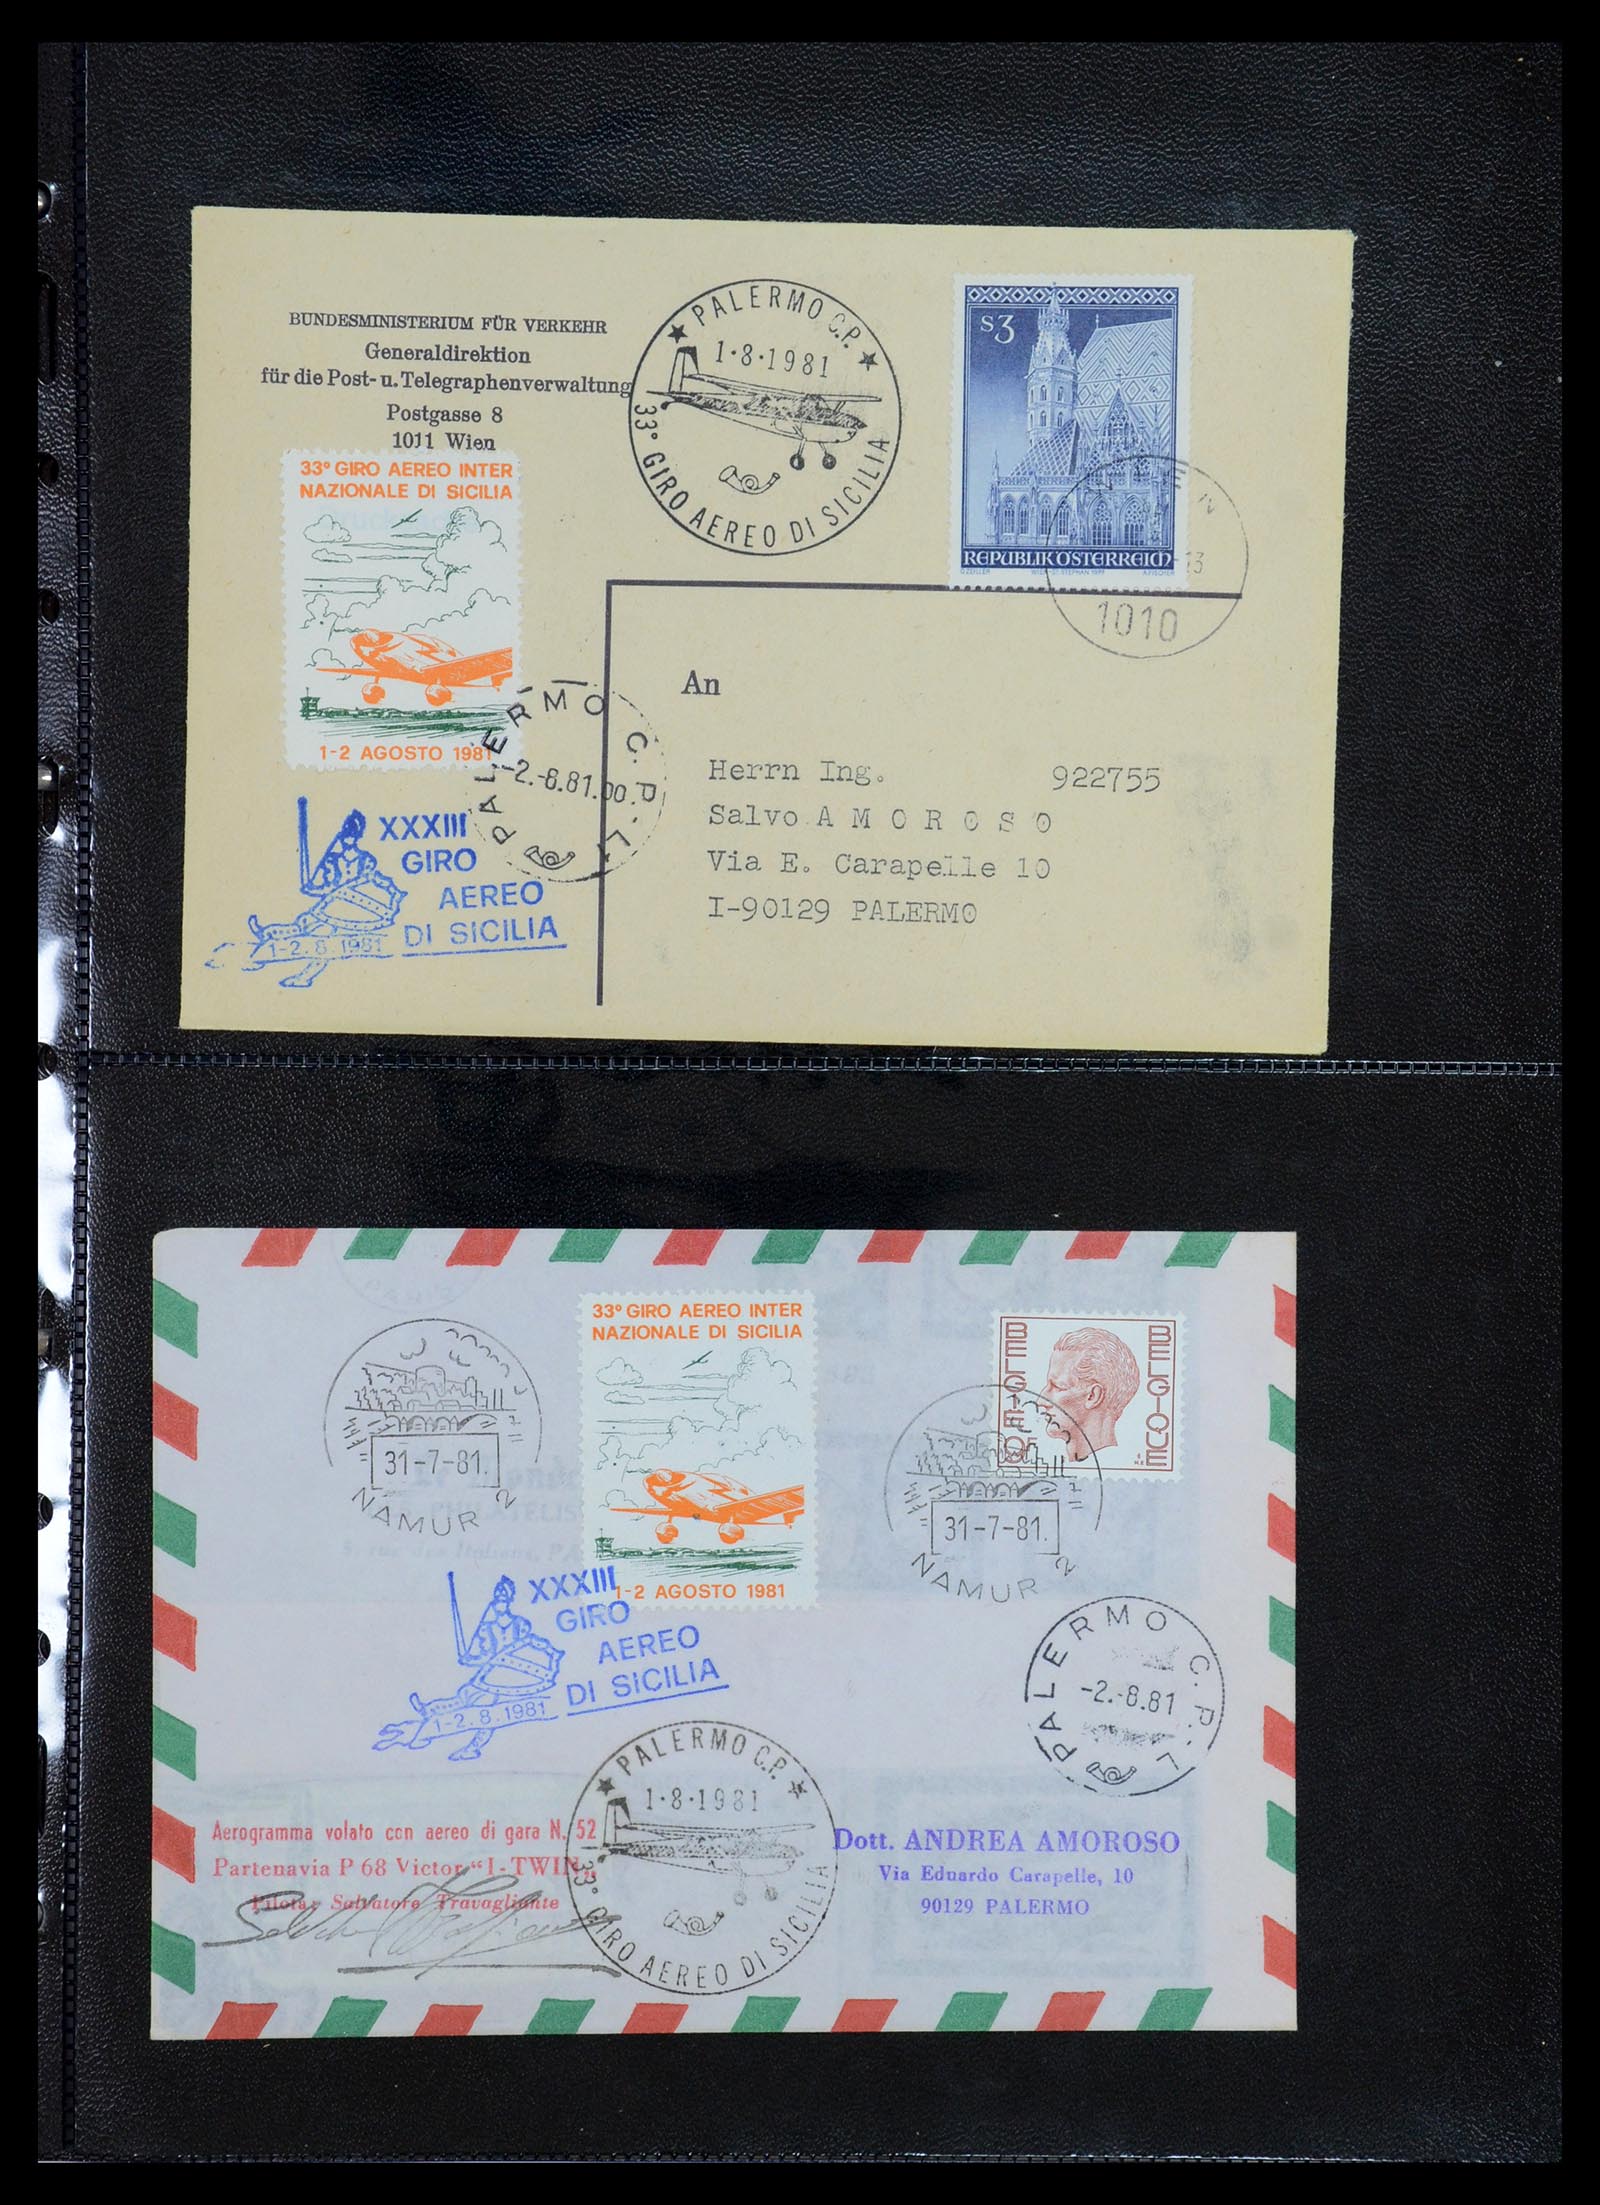 BUNDESMINISTERIUM FÜR VERKEHR
Generaldirektion
für die Post- u. Telegraphenverwaltung
Postgasse 8
1011 Wien
★ PALERMO C.P. ★
1·8·1981
33° GIRO AEREO DI SICILIA
S3
REPUBLIK ÖSTERREICH
WIEN
1010
33° GIRO AEREO INTER
NAZIONALE DI SICILIA
1-2 AGOSTO 1981
PALERMO C.P.-L
-2.-8.81.00
XXXIII
GIRO
AEREO
DI SICILIA
1-2.8.1981
An
Herrn Ing. 922755
Salvo A M O R O S O
Via E. Carapelle 10
I-90129 PALERMO
33° GIRO AEREO INTER
NAZIONALE DI SICILIA
1-2 AGOSTO 1981
BELGIE
BELGIQUE
31-7-81.
NAMUR 2
31-7-81.
NAMUR 2
XXXIII
GIRO
AEREO
DI SICILIA
1-2.8.1981
PALERMO C.P.-L
-2.-8.81
★ PALERMO C.P. ★
1·8·1981
33° GIRO AEREO DI SICILIA
Aerogramma volato con aereo di gara N. 52
Partenavia P 68 Victor "I-TWIN"
Pilota: Salvatore Travagliante
Dott. ANDREA AMOROSO
Via Eduardo Carapelle, 10
90129 PALERMO